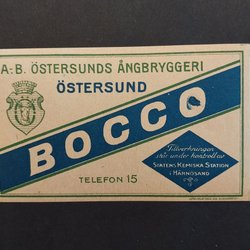 A.-B. ÖSTERSUNDS ÅNGBRYGGERI
ÖSTERSUND
BOCCO
Tillverkningen
står under kontroll av
STATENS KEMISKA STATION
I HÄRNÖSAND
TELEFON 15